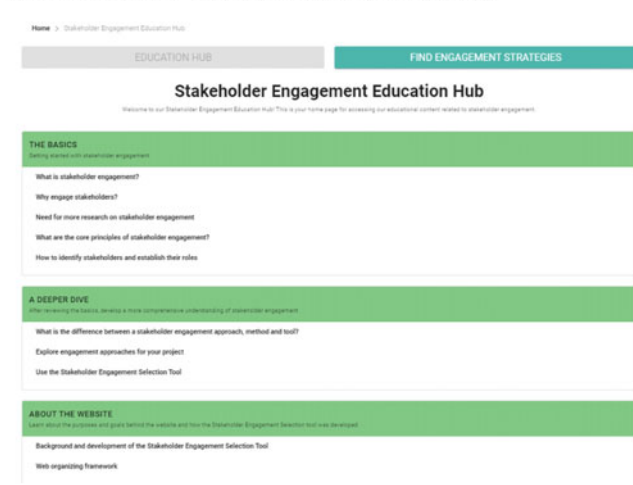 Home > Stakeholder Engagement Education Hub
EDUCATION HUB
FIND ENGAGEMENT STRATEGIES
Stakeholder Engagement Education Hub
Welcome to our Stakeholder Engagement Education Hub! This is your home page for accessing our educational content related to stakeholder engagement.
THE BASICS
Getting started with stakeholder engagement
What is stakeholder engagement?
Why engage stakeholders?
Need for more research on stakeholder engagement
What are the core principles of stakeholder engagement?
How to identify stakeholders and establish their roles
A DEEPER DIVE
After reviewing the basics, develop a more comprehensive understanding of stakeholder engagement
What is the difference between a stakeholder engagement approach, method and tool?
Explore engagement approaches for your project
Use the Stakeholder Engagement Selection Tool
ABOUT THE WEBSITE
Learn about the purposes and goals behind the website and how the Stakeholder Engagement Selection tool was developed
Background and development of the Stakeholder Engagement Selection Tool
Web organizing framework